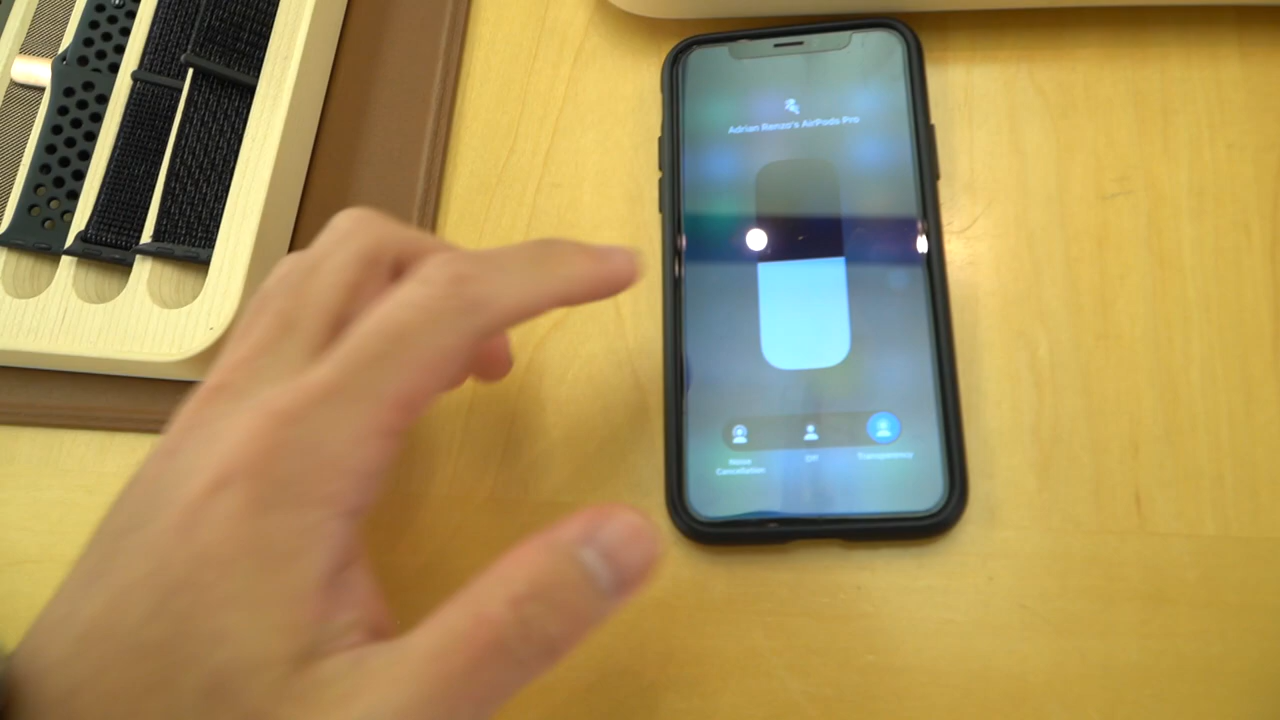 Adrian Renzo's AirPods Pro
Noise
Cancellation
Off
Transparency